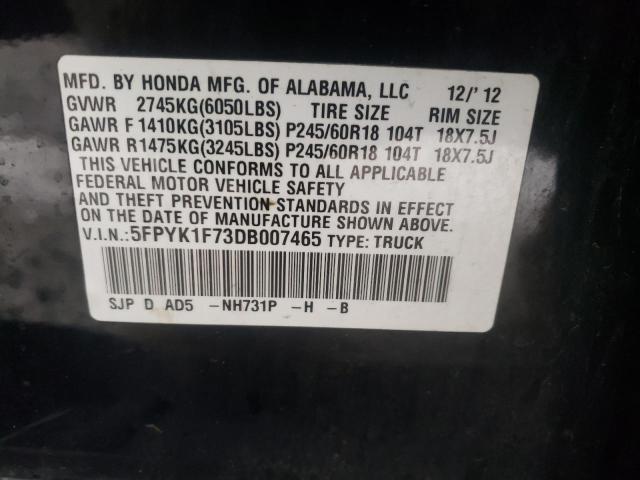 MFD. BY HONDA MFG. OF ALABAMA, LLC 12/' 12
GVWR 2745KG(6050LBS) TIRE SIZE RIM SIZE
GAWR F 1410KG(3105LBS) P245/60R18 104T 18X7.5J
GAWR R1475KG(3245LBS) P245/60R18 104T 18X7.5J
THIS VEHICLE CONFORMS TO ALL APPLICABLE
FEDERAL MOTOR VEHICLE SAFETY
AND THEFT PREVENTION STANDARDS IN EFFECT
ON THE DATE OF MANUFACTURE SHOWN ABOVE.
V.I.N.:5FPYK1F73DB007465 TYPE: TRUCK
SJP D AD5 -NH731P -H -B